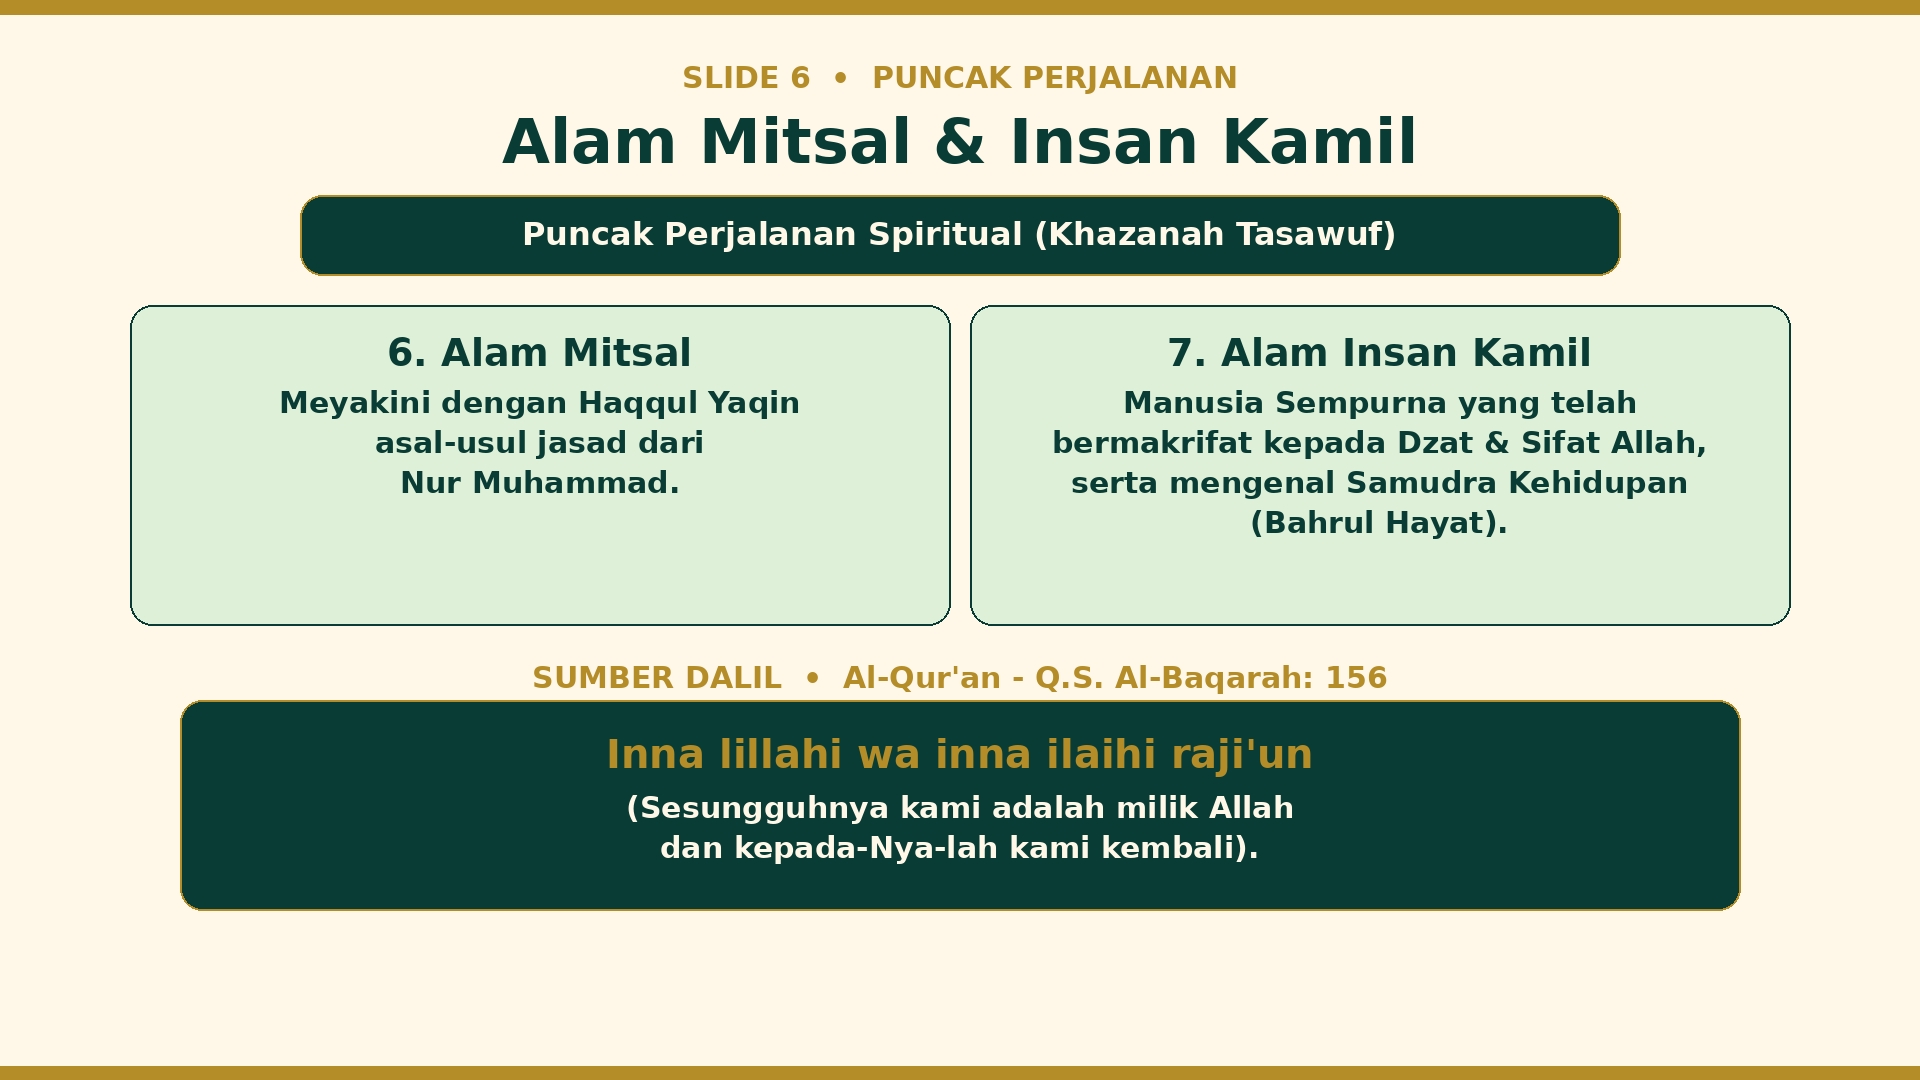 SLIDE 6 • PUNCAK PERJALANAN
Alam Mitsal & Insan Kamil
Puncak Perjalanan Spiritual (Khazanah Tasawuf)
6. Alam Mitsal
Meyakini dengan Haqqul Yaqin
asal-usul jasad dari
Nur Muhammad.
7. Alam Insan Kamil
Manusia Sempurna yang telah
bermakrifat kepada Dzat & Sifat Allah,
serta mengenal Samudra Kehidupan
(Bahrul Hayat).
SUMBER DALIL • Al-Qur'an - Q.S. Al-Baqarah: 156
Inna lillahi wa inna ilaihi raji'un
(Sesungguhnya kami adalah milik Allah
dan kepada-Nya-lah kami kembali).